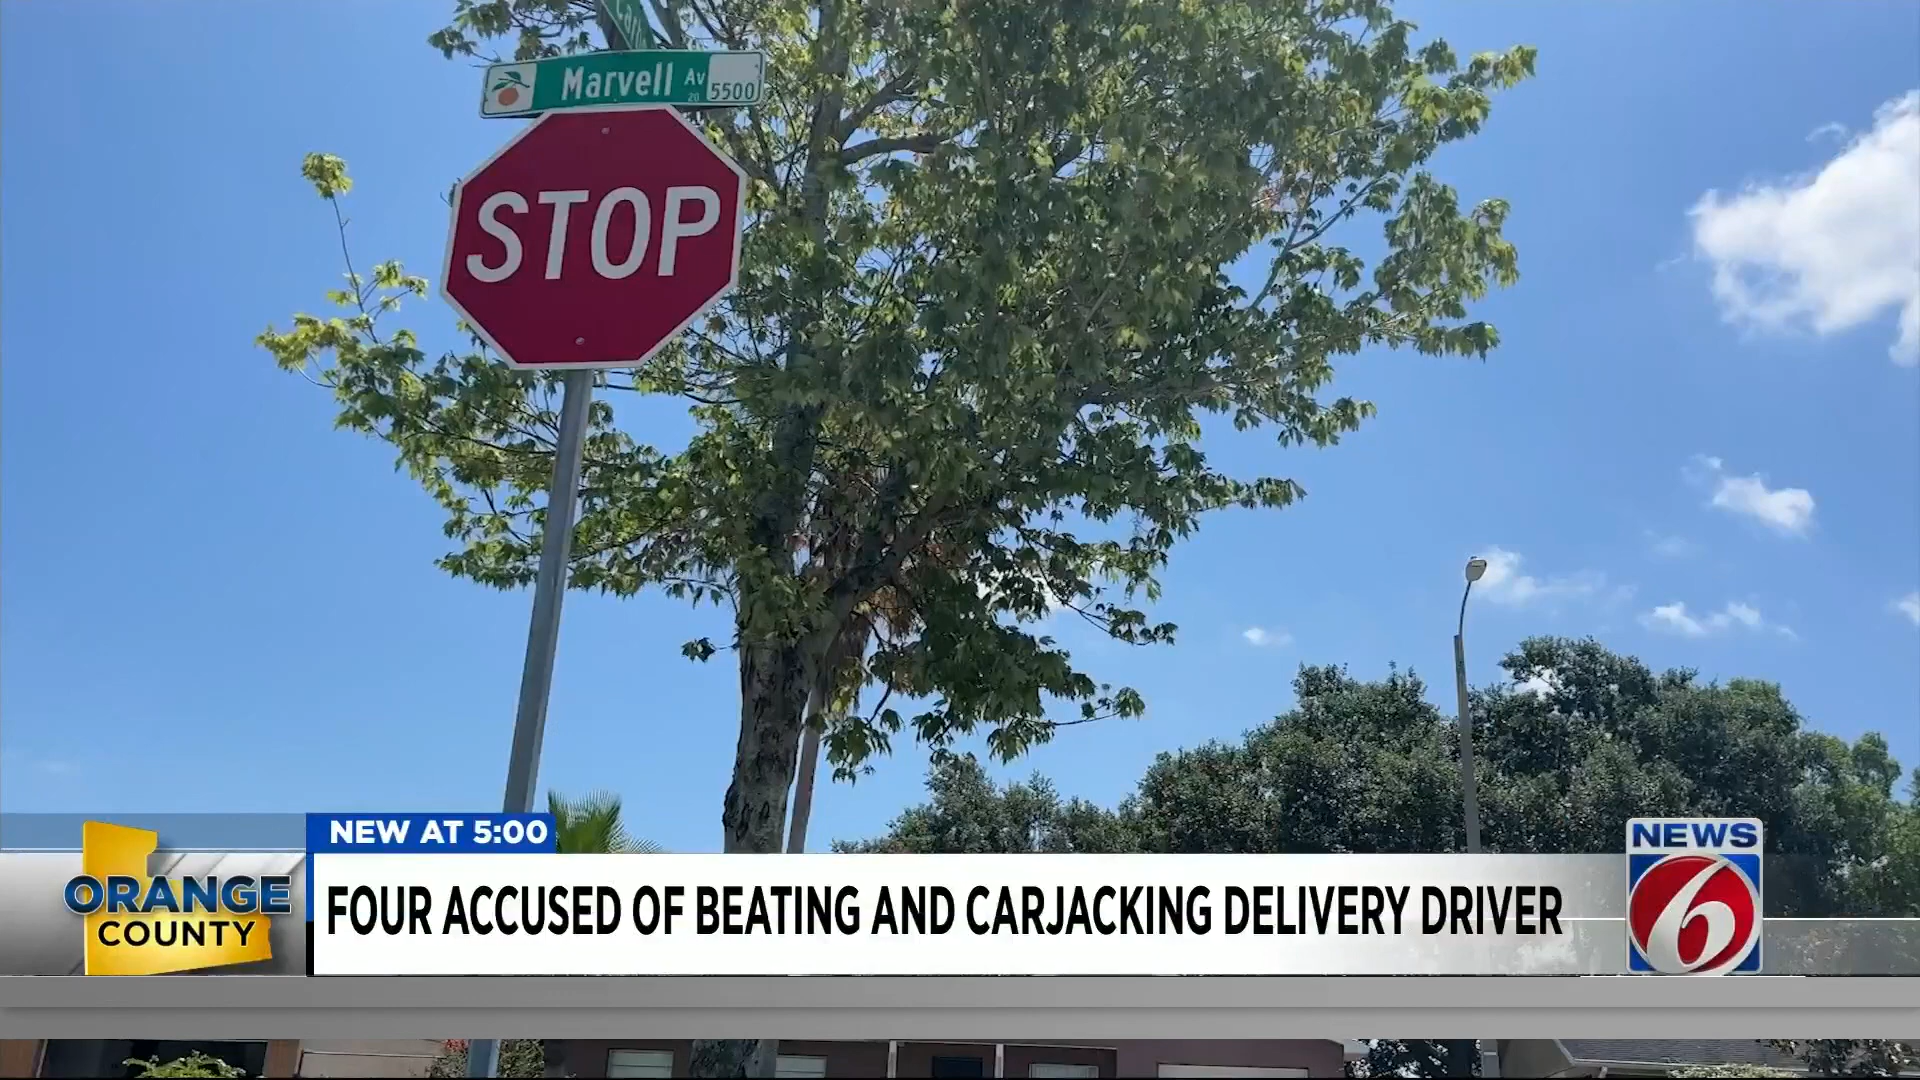 Marvell Av
20
5500
STOP
NEW AT 5:00
ORANGE
COUNTY
FOUR ACCUSED OF BEATING AND CARJACKING DELIVERY DRIVER
NEWS
6